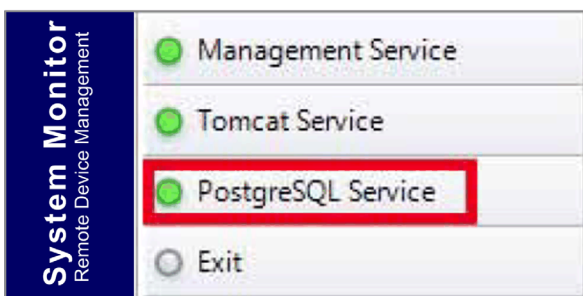 System Monitor
Remote Device Management
Management Service
Tomcat Service
PostgreSQL Service
Exit